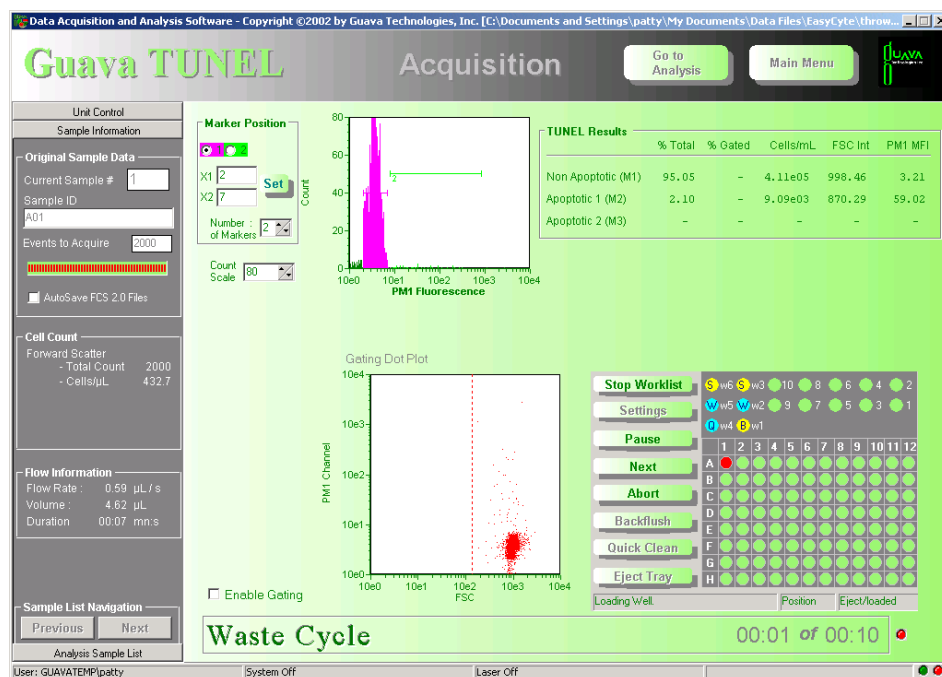 Data Acquisition and Analysis Software - Copyright ©2002 by Guava Technologies, Inc. [C:\Documents and Settings\patty\My Documents\Data Files\EasyCyte\throw...
Guava TUNEL
Acquisition
Go to Analysis
Main Menu
GUAVA
Unit Control
Sample Information
Original Sample Data
Current Sample # 1
Sample ID
A01
Events to Acquire 2000
AutoSave FCS 2.0 Files
Cell Count
Forward Scatter
- Total Count 2000
- Cells/µL 432.7
Flow Information
Flow Rate : 0.59 µL / s
Volume : 4.62 µL
Duration 00:07 mn:s
Sample List Navigation
Previous Next
Analysis Sample List
Marker Position
1 2
X1 2
X2 7
Set
Number : of Markers 2
Count Scale 80
80
60
40
20
0
Count
2
10e0 10e1 10e2 10e3 10e4
PM1 Fluorescence
TUNEL Results
% Total % Gated Cells/mL FSC Int PM1 MFI
Non Apoptotic (M1) 95.05 - 4.11e05 998.46 3.21
Apoptotic 1 (M2) 2.10 - 9.09e03 870.29 59.02
Apoptotic 2 (M3) - - - - -
Gating Dot Plot
10e4
10e3
10e2
10e1
10e0
PM1 Channel
10e0 10e1 10e2 10e3 10e4
FSC
Enable Gating
Stop Worklist
Settings
Pause
Next
Abort
Backflush
Quick Clean
Eject Tray
S w6 S w3 10 8 6 4 2
W w5 W w2 9 7 5 3 1
Q w4 B w1
1 2 3 4 5 6 7 8 9 10 11 12
A
B
C
D
E
F
G
H
Loading Well. Position Eject/loaded
Waste Cycle
00:01 of 00:10
User: GUAVATEMP\patty System Off Laser Off